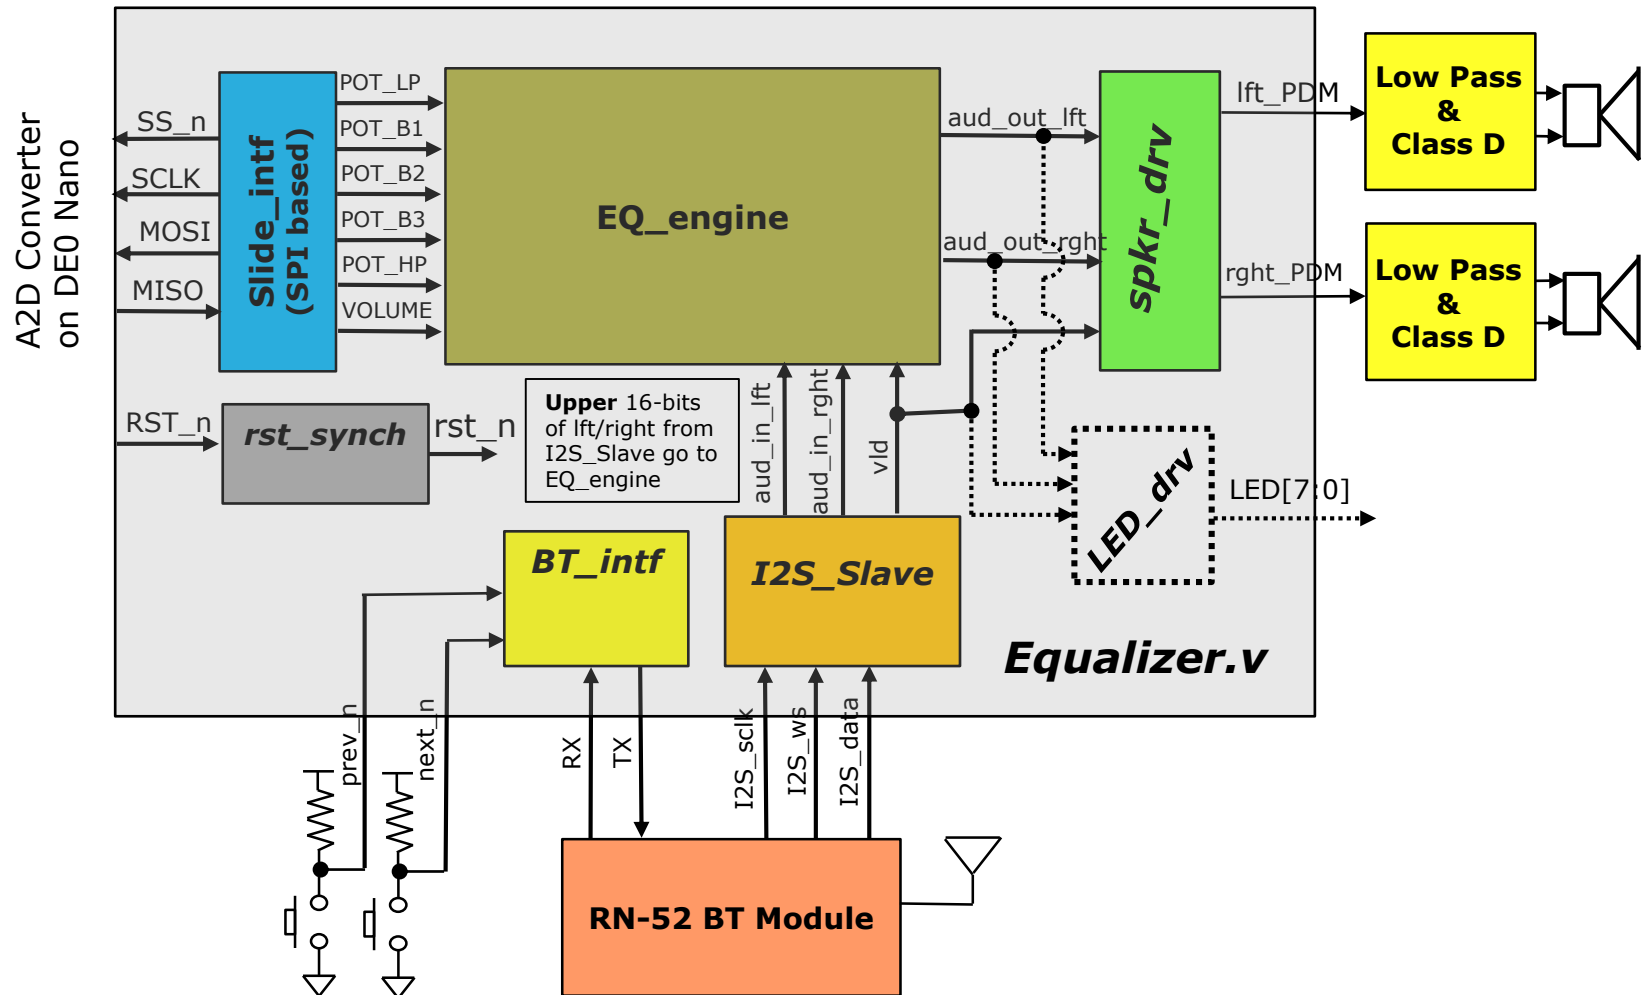 A2D Converter
on DE0 Nano
SS_n
SCLK
MOSI
MISO
Slide_intf
(SPI based)
POT_LP
POT_B1
POT_B2
POT_B3
POT_HP
VOLUME
EQ_engine
aud_out_lft
aud_out_rght
spkr_drv
lft_PDM
rght_PDM
Low Pass
&
Class D
Low Pass
&
Class D
RST_n
rst_synch
rst_n
Upper 16-bits
of lft/right from
I2S_Slave go to
EQ_engine
aud_in_lft
aud_in_rght
vld
LED_drv
LED[7:0]
BT_intf
I2S_Slave
Equalizer.v
prev_n
next_n
RX
TX
I2S_sclk
I2S_ws
I2S_data
RN-52 BT Module